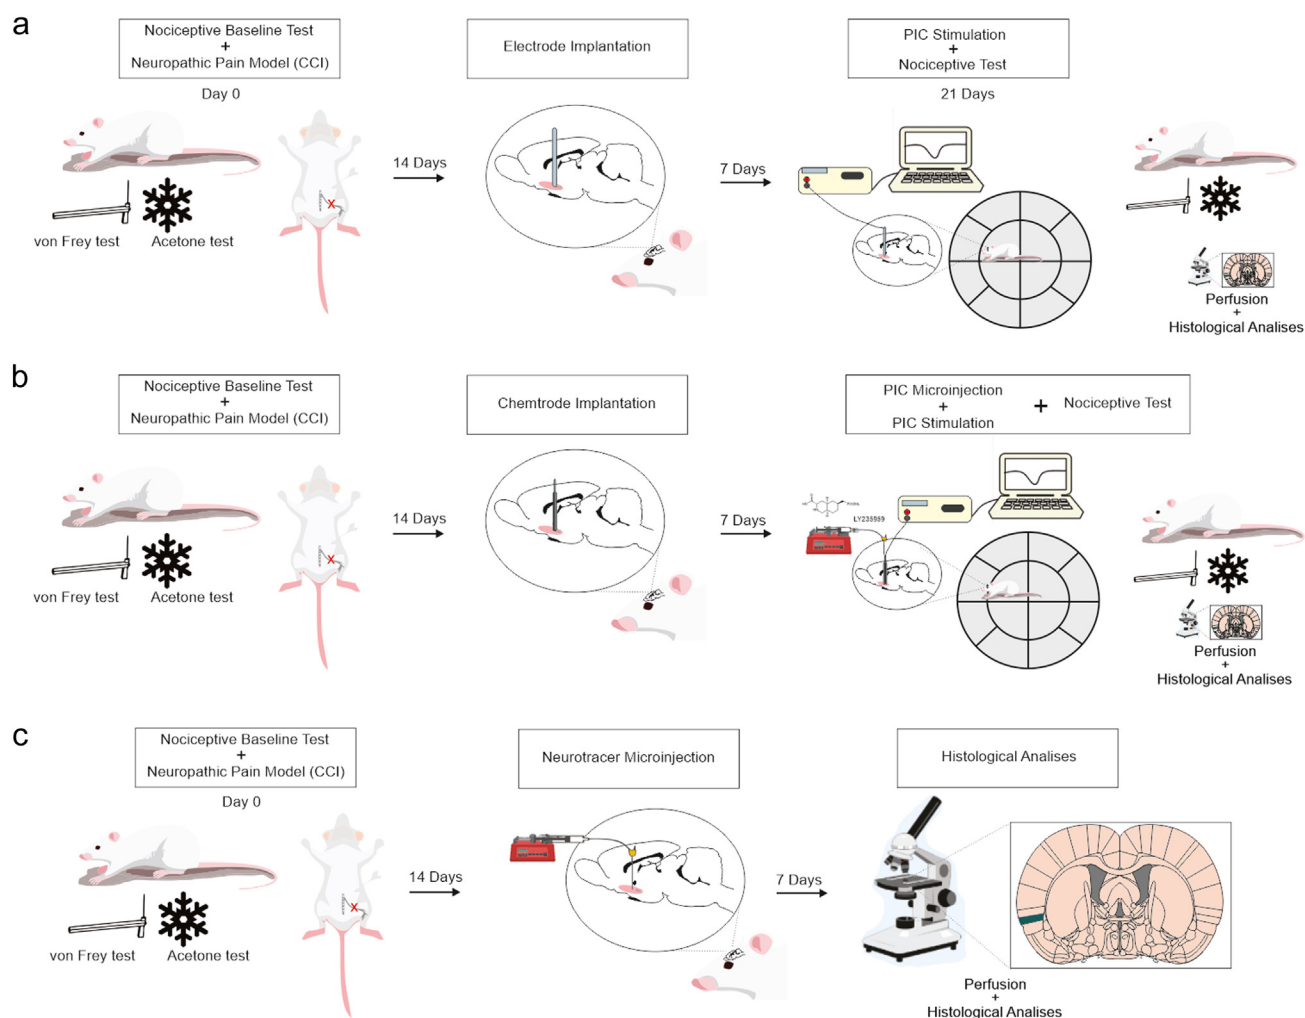 a
Nociceptive Baseline Test
+
Neuropathic Pain Model (CCI)
Day 0
von Frey test
Acetone test
14 Days
Electrode Implantation
7 Days
PIC Stimulation
+
Nociceptive Test
21 Days
Perfusion
+
Histological Analises
b
Nociceptive Baseline Test
+
Neuropathic Pain Model (CCI)
von Frey test
Acetone test
14 Days
Chemtrode Implantation
7 Days
PIC Microinjection
+
PIC Stimulation
+ Nociceptive Test
LY235959
Perfusion
+
Histological Analises
c
Nociceptive Baseline Test
+
Neuropathic Pain Model (CCI)
Day 0
von Frey test
Acetone test
14 Days
Neurotracer Microinjection
7 Days
Histological Analises
Perfusion
+
Histological Analises